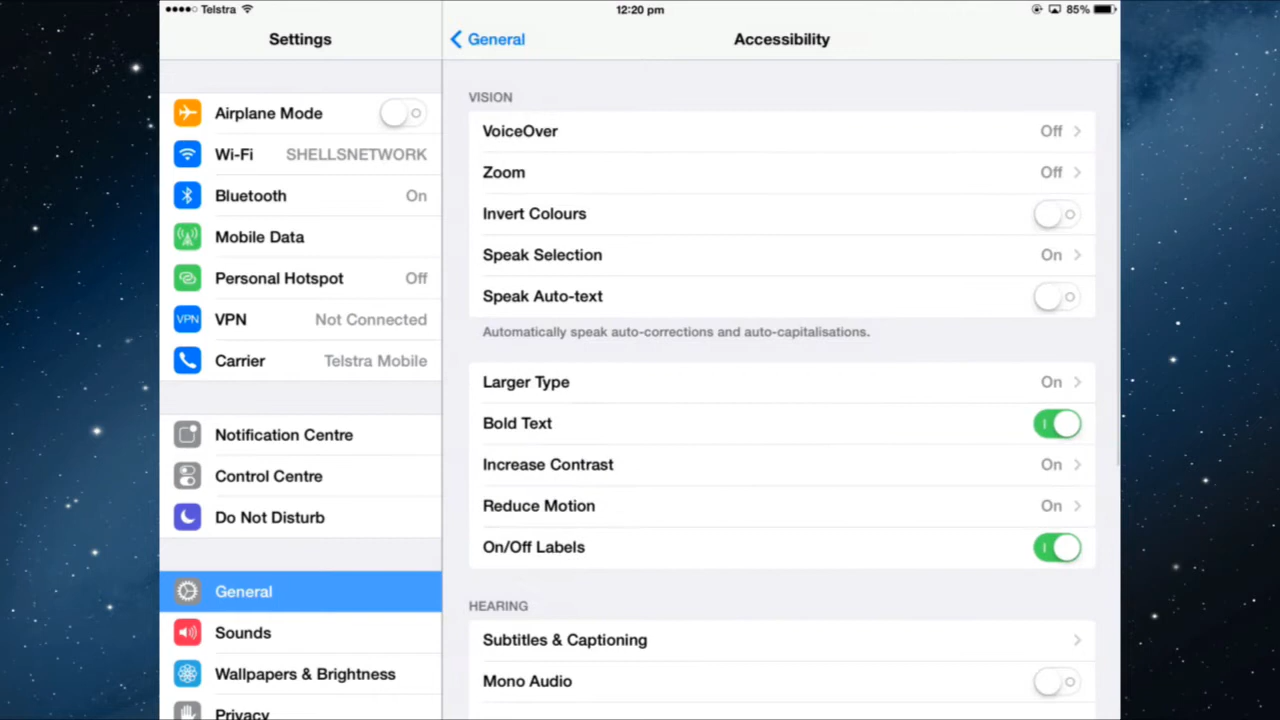 Telstra
12:20 pm
85%
Settings
Airplane Mode
Wi-Fi SHELLSNETWORK
Bluetooth On
Mobile Data
Personal Hotspot Off
VPN VPN Not Connected
Carrier Telstra Mobile
Notification Centre
Control Centre
Do Not Disturb
General
Sounds
Wallpapers & Brightness
Privacy
General
Accessibility
VISION
VoiceOver Off
Zoom Off
Invert Colours
Speak Selection On
Speak Auto-text
Automatically speak auto-corrections and auto-capitalisations.
Larger Type On
Bold Text
Increase Contrast On
Reduce Motion On
On/Off Labels
HEARING
Subtitles & Captioning
Mono Audio